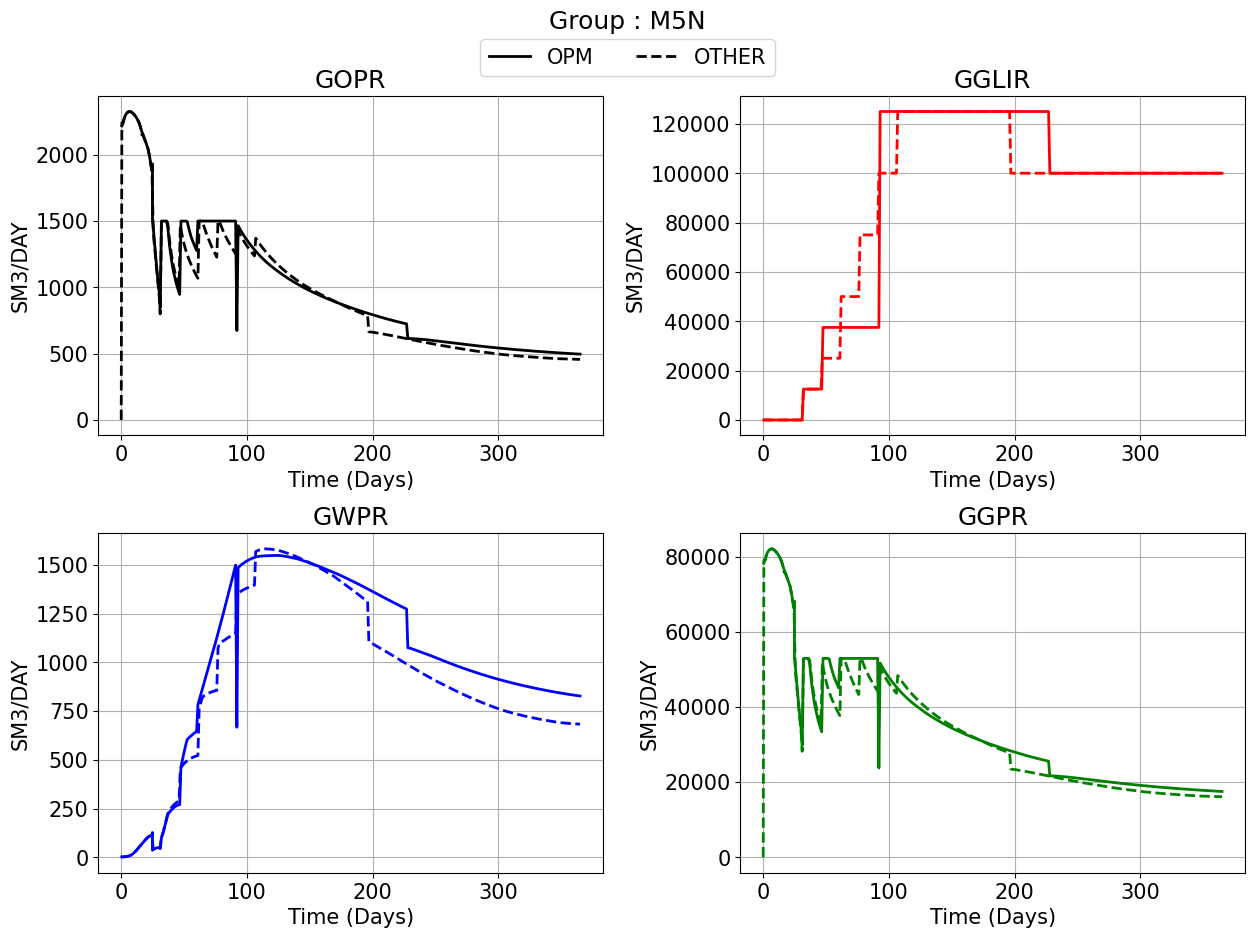 Group : M5N
OPM OTHER
GOPR
SM3/DAY
2000
1500
1000
500
0
0 100 200 300
Time (Days)
GGLIR
SM3/DAY
120000
100000
80000
60000
40000
20000
0
0 100 200 300
Time (Days)
GWPR
SM3/DAY
1500
1250
1000
750
500
250
0
0 100 200 300
Time (Days)
GGPR
SM3/DAY
80000
60000
40000
20000
0
0 100 200 300
Time (Days)